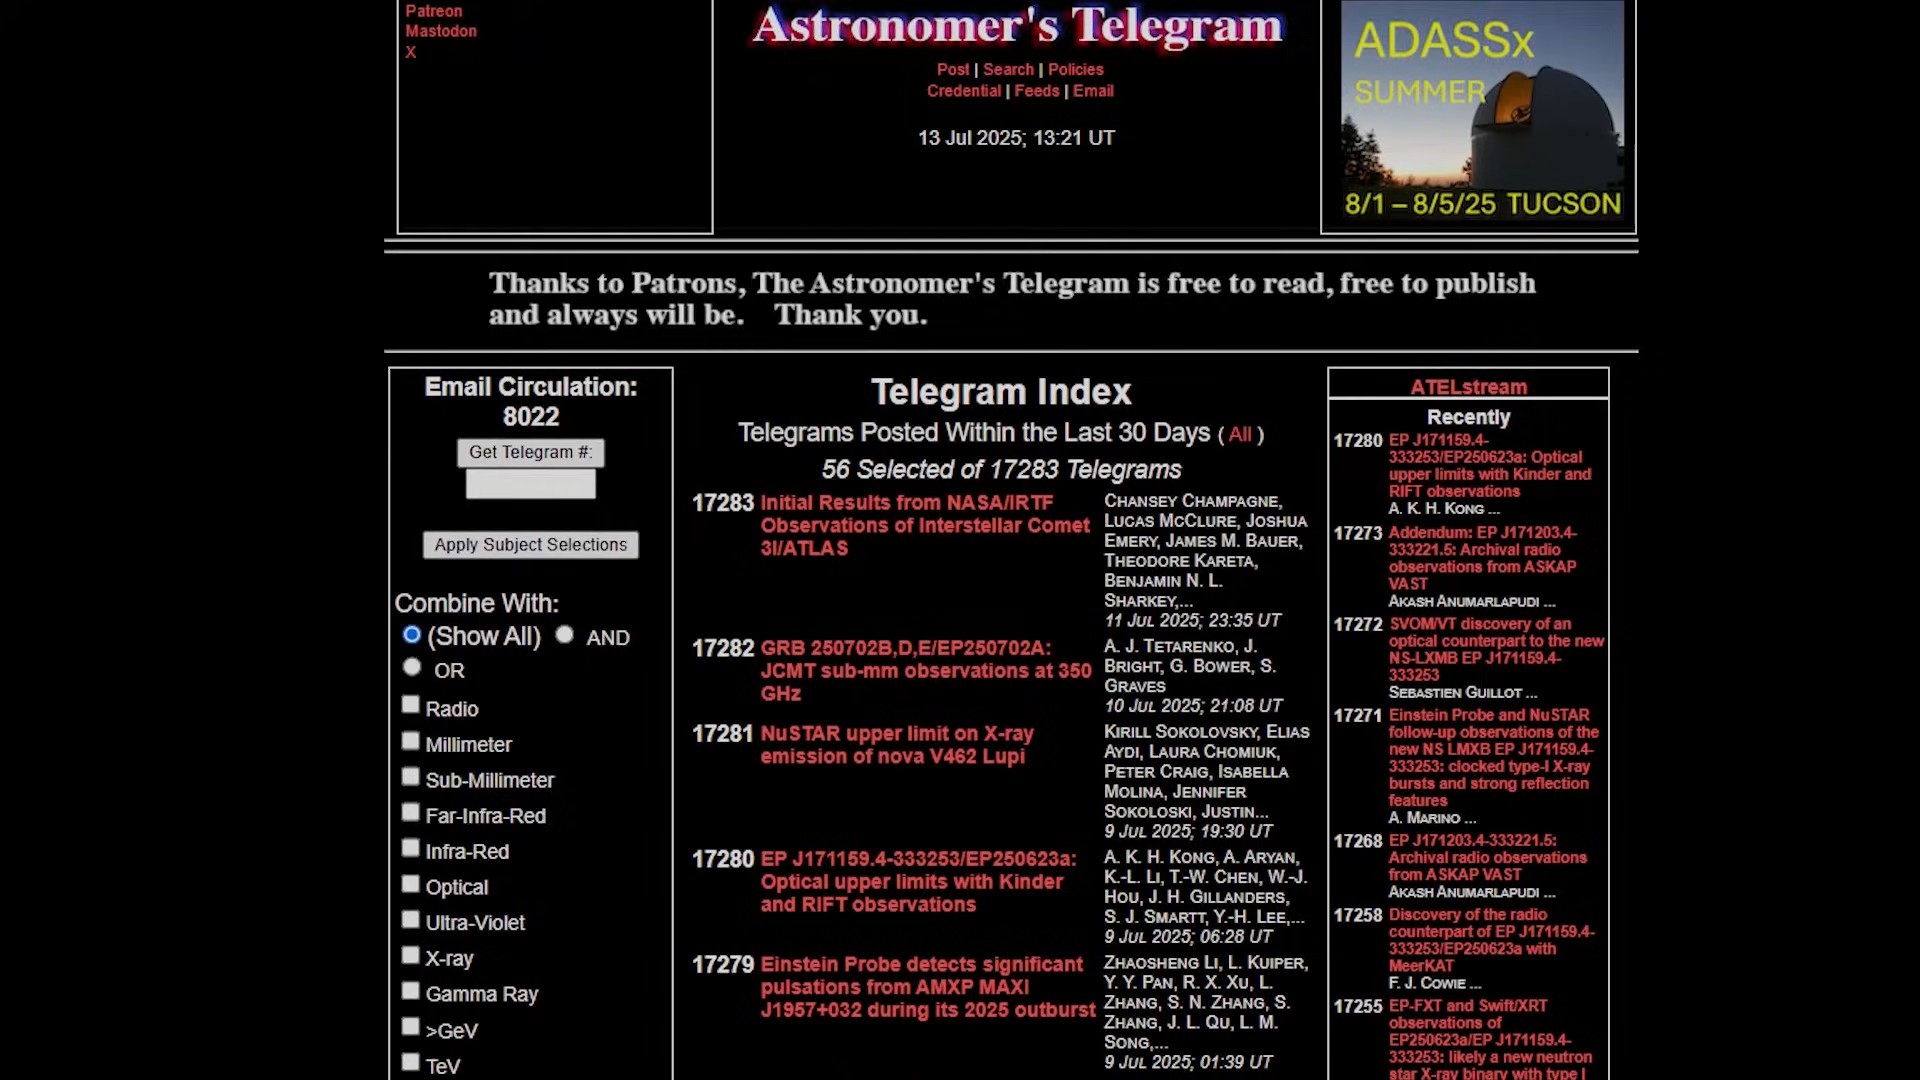 Patreon
Mastodon
X
Astronomer's Telegram
Post | Search | Policies
Credential | Feeds | Email
13 Jul 2025; 13:21 UT
ADASSx
SUMMER
8/1 – 8/5/25 TUCSON
Thanks to Patrons, The Astronomer's Telegram is free to read, free to publish
and always will be. Thank you.
Email Circulation:
8022
Get Telegram #:
Apply Subject Selections
Combine With:
(Show All) AND
OR
Radio
Millimeter
Sub-Millimeter
Far-Infra-Red
Infra-Red
Optical
Ultra-Violet
X-ray
Gamma Ray
>GeV
TeV
Telegram Index
Telegrams Posted Within the Last 30 Days ( All )
56 Selected of 17283 Telegrams
17283 Initial Results from NASA/IRTF
Observations of Interstellar Comet
3I/ATLAS
Chansey Champagne,
Lucas McClure, Joshua
Emery, James M. Bauer,
Theodore Kareta,
Benjamin N. L.
Sharkey,...
11 Jul 2025; 23:35 UT
17282 GRB 250702B,D,E/EP250702A:
JCMT sub-mm observations at 350
GHz
A. J. Tetarenko, J.
Bright, G. Bower, S.
Graves
10 Jul 2025; 21:08 UT
17281 NuSTAR upper limit on X-ray
emission of nova V462 Lupi
Kirill Sokolovsky, Elias
Aydi, Laura Chomiuk,
Peter Craig, Isabella
Molina, Jennifer
Sokoloski, Justin...
9 Jul 2025; 19:30 UT
17280 EP J171159.4-333253/EP250623a:
Optical upper limits with Kinder
and RIFT observations
A. K. H. Kong, A. Aryan,
K.-L. Li, T.-W. Chen, W.-J.
Hou, J. H. Gillanders,
S. J. Smartt, Y.-H. Lee,...
9 Jul 2025; 06:28 UT
17279 Einstein Probe detects significant
pulsations from AMXP MAXI
J1957+032 during its 2025 outburst
Zhaosheng Li, L. Kuiper,
Y. Y. Pan, R. X. Xu, L.
Zhang, S. N. Zhang, S.
Zhang, J. L. Qu, L. M.
Song,...
9 Jul 2025; 01:39 UT
ATELstream
Recently
17280 EP J171159.4-
333253/EP250623a: Optical
upper limits with Kinder and
RIFT observations
A. K. H. Kong ...
17273 Addendum: EP J171203.4-
333221.5: Archival radio
observations from ASKAP
VAST
Akash Anumarlapudi ...
17272 SVOM/VT discovery of an
optical counterpart to the new
NS-LXMB EP J171159.4-
333253
Sebastien Guillot ...
17271 Einstein Probe and NuSTAR
follow-up observations of the
new NS LMXB EP J171159.4-
333253: clocked type-I X-ray
bursts and strong reflection
features
A. Marino ...
17268 EP J171203.4-333221.5:
Archival radio observations
from ASKAP VAST
Akash Anumarlapudi ...
17258 Discovery of the radio
counterpart of EP J171159.4-
333253/EP250623a with
MeerKAT
F. J. Cowie ...
17255 EP-FXT and Swift/XRT
observations of
EP250623a/EP J171159.4-
333253: likely a new neutron
star X-ray binary with type I